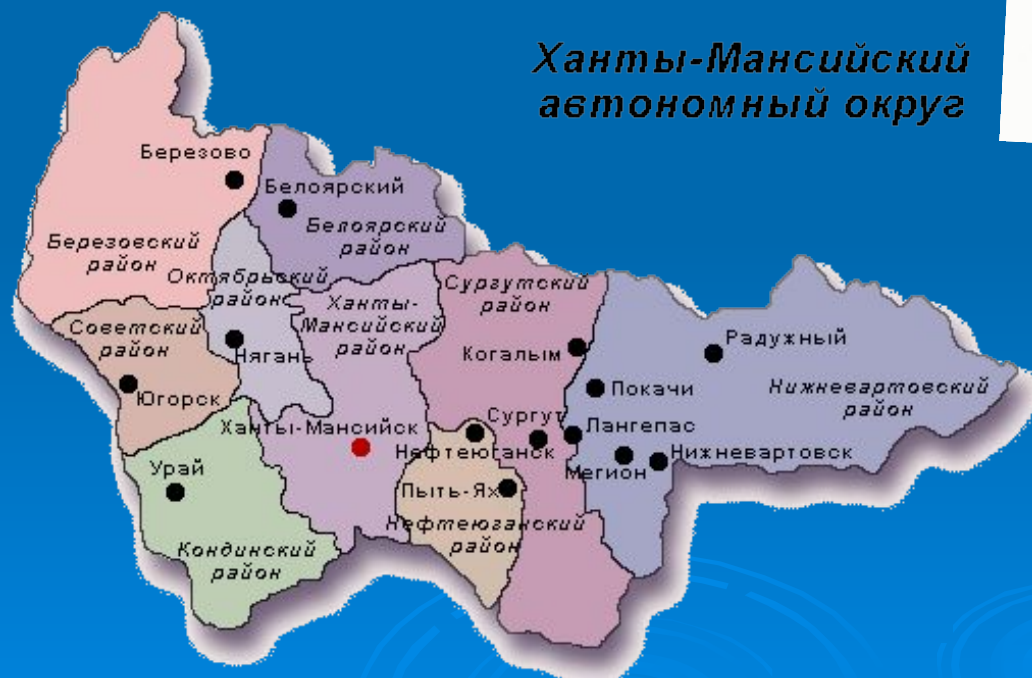 Ханты-Мансийский
автономный округ
Березово
Белоярский
Белоярский
район
Березовский
район
Октябрьский
район
Ханты-
Мансийский
район
Сургутский
район
Советский
район
Нягань
Когалым
Радужный
Югорск
Покачи
Нижневартовский
район
Ханты-Мансийск
Сургут
Лангепас
Нефтеюганск
Нижневартовск
Мегион
Урай
Пыть-Ях
Нефтеюганский
район
Кондинский
район